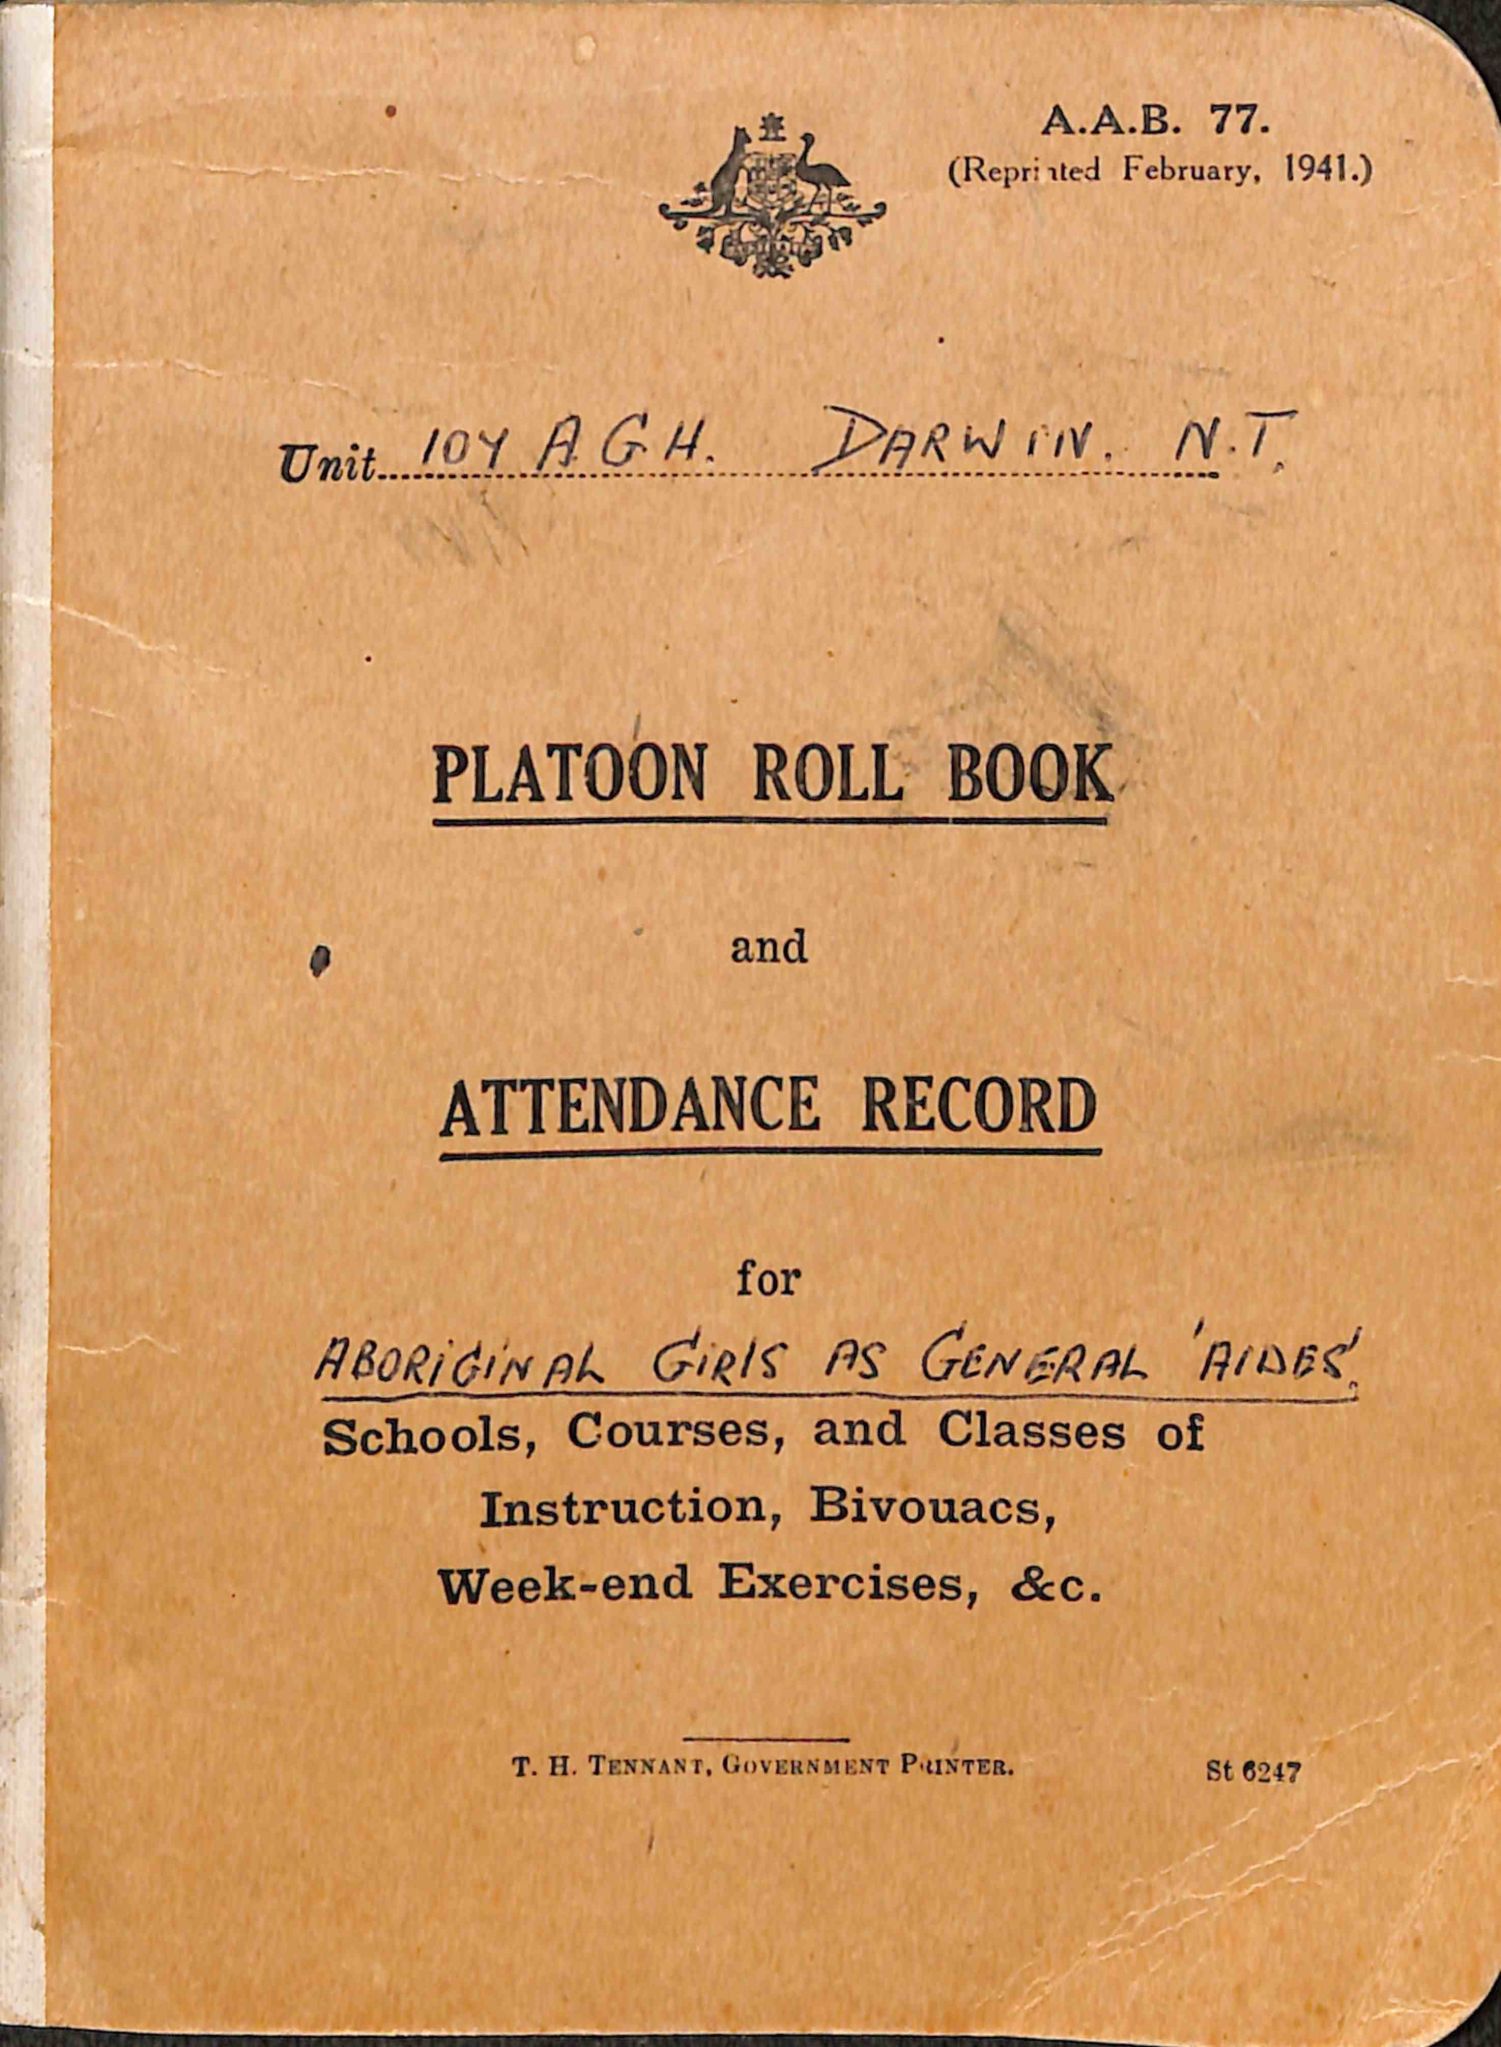 A.A.B. 77.
(Reprinted February, 1941.)
Unit 104 A.G.H. DARWIN. N.T.
PLATOON ROLL BOOK
and
ATTENDANCE RECORD
for
ABORIGINAL GIRLS AS GENERAL 'AIDES'.
Schools, Courses, and Classes of
Instruction, Bivouacs,
Week-end Exercises, &c.
T. H. TENNANT, GOVERNMENT PRINTER. St 6247